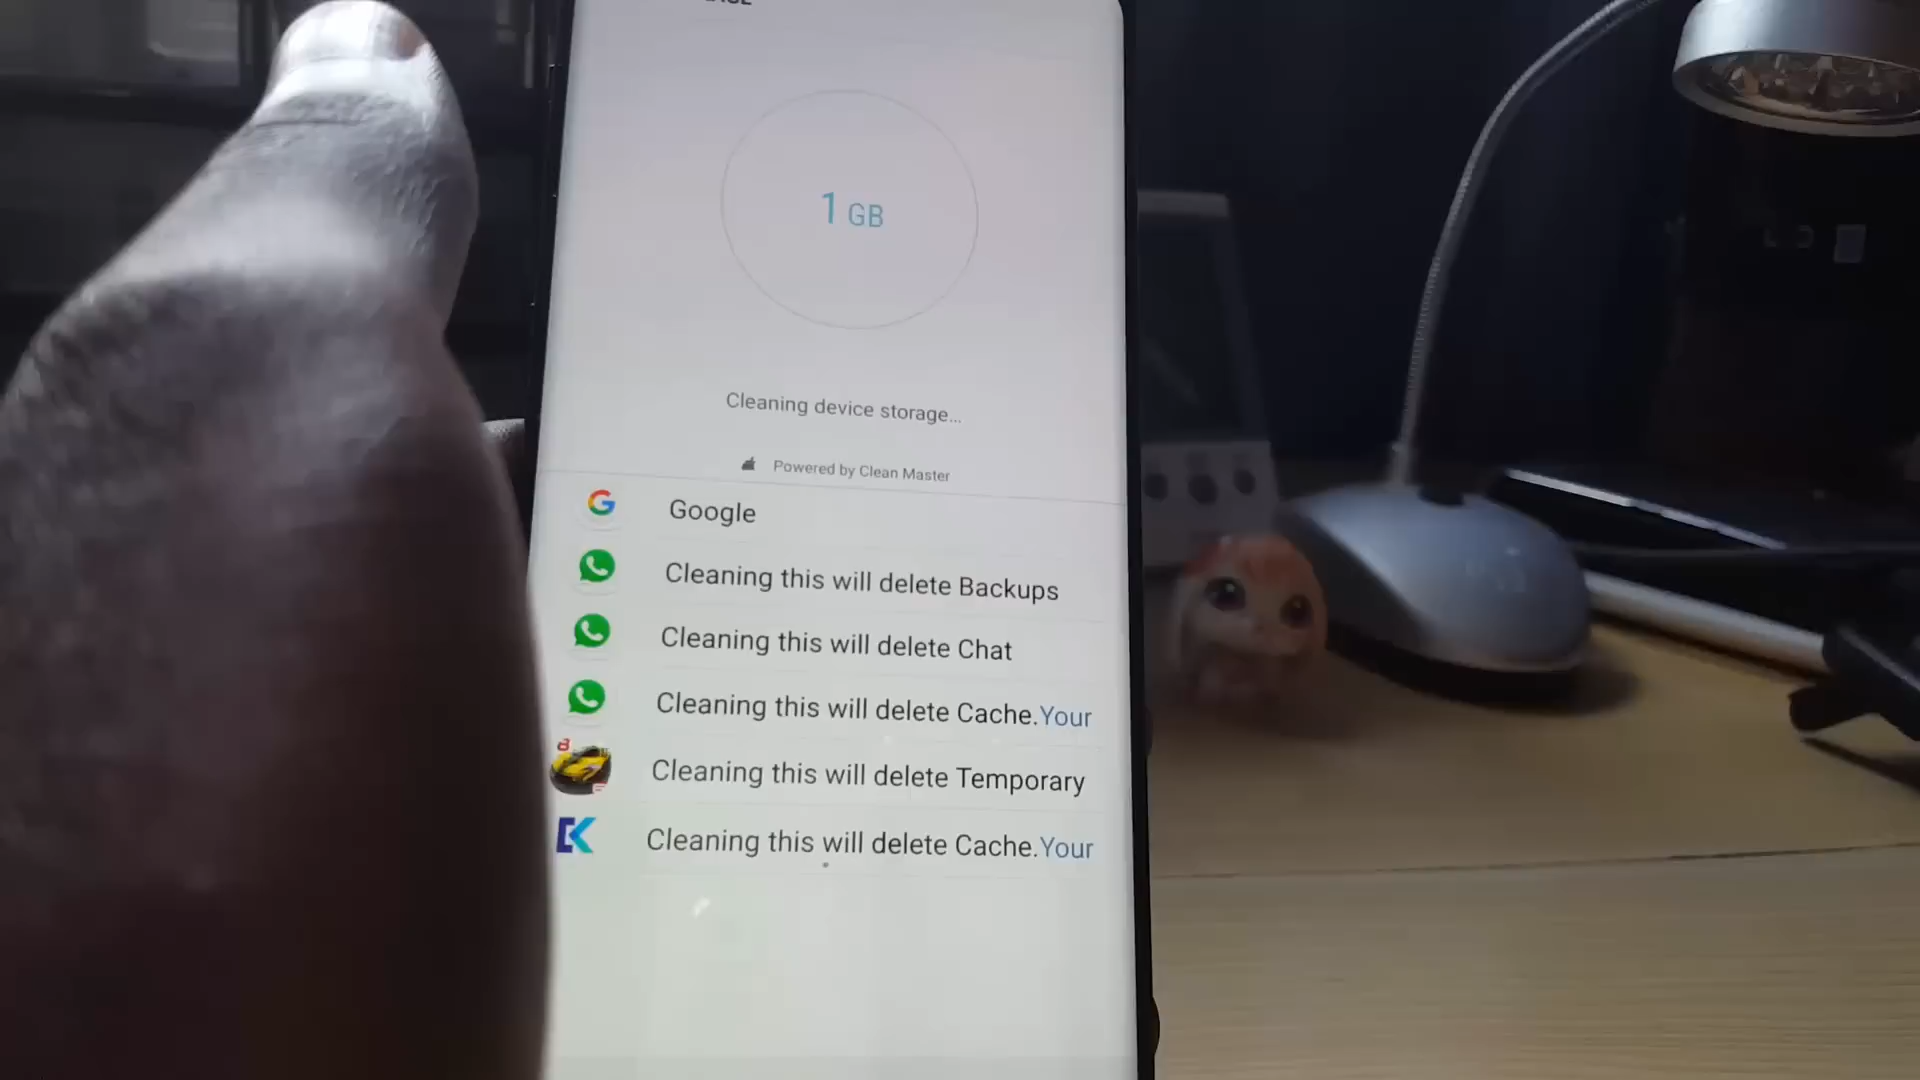 1 GB
Cleaning device storage...
Powered by Clean Master
Google
Cleaning this will delete Backups
Cleaning this will delete Chat
Cleaning this will delete Cache.Your
Cleaning this will delete Temporary
Cleaning this will delete Cache.Your